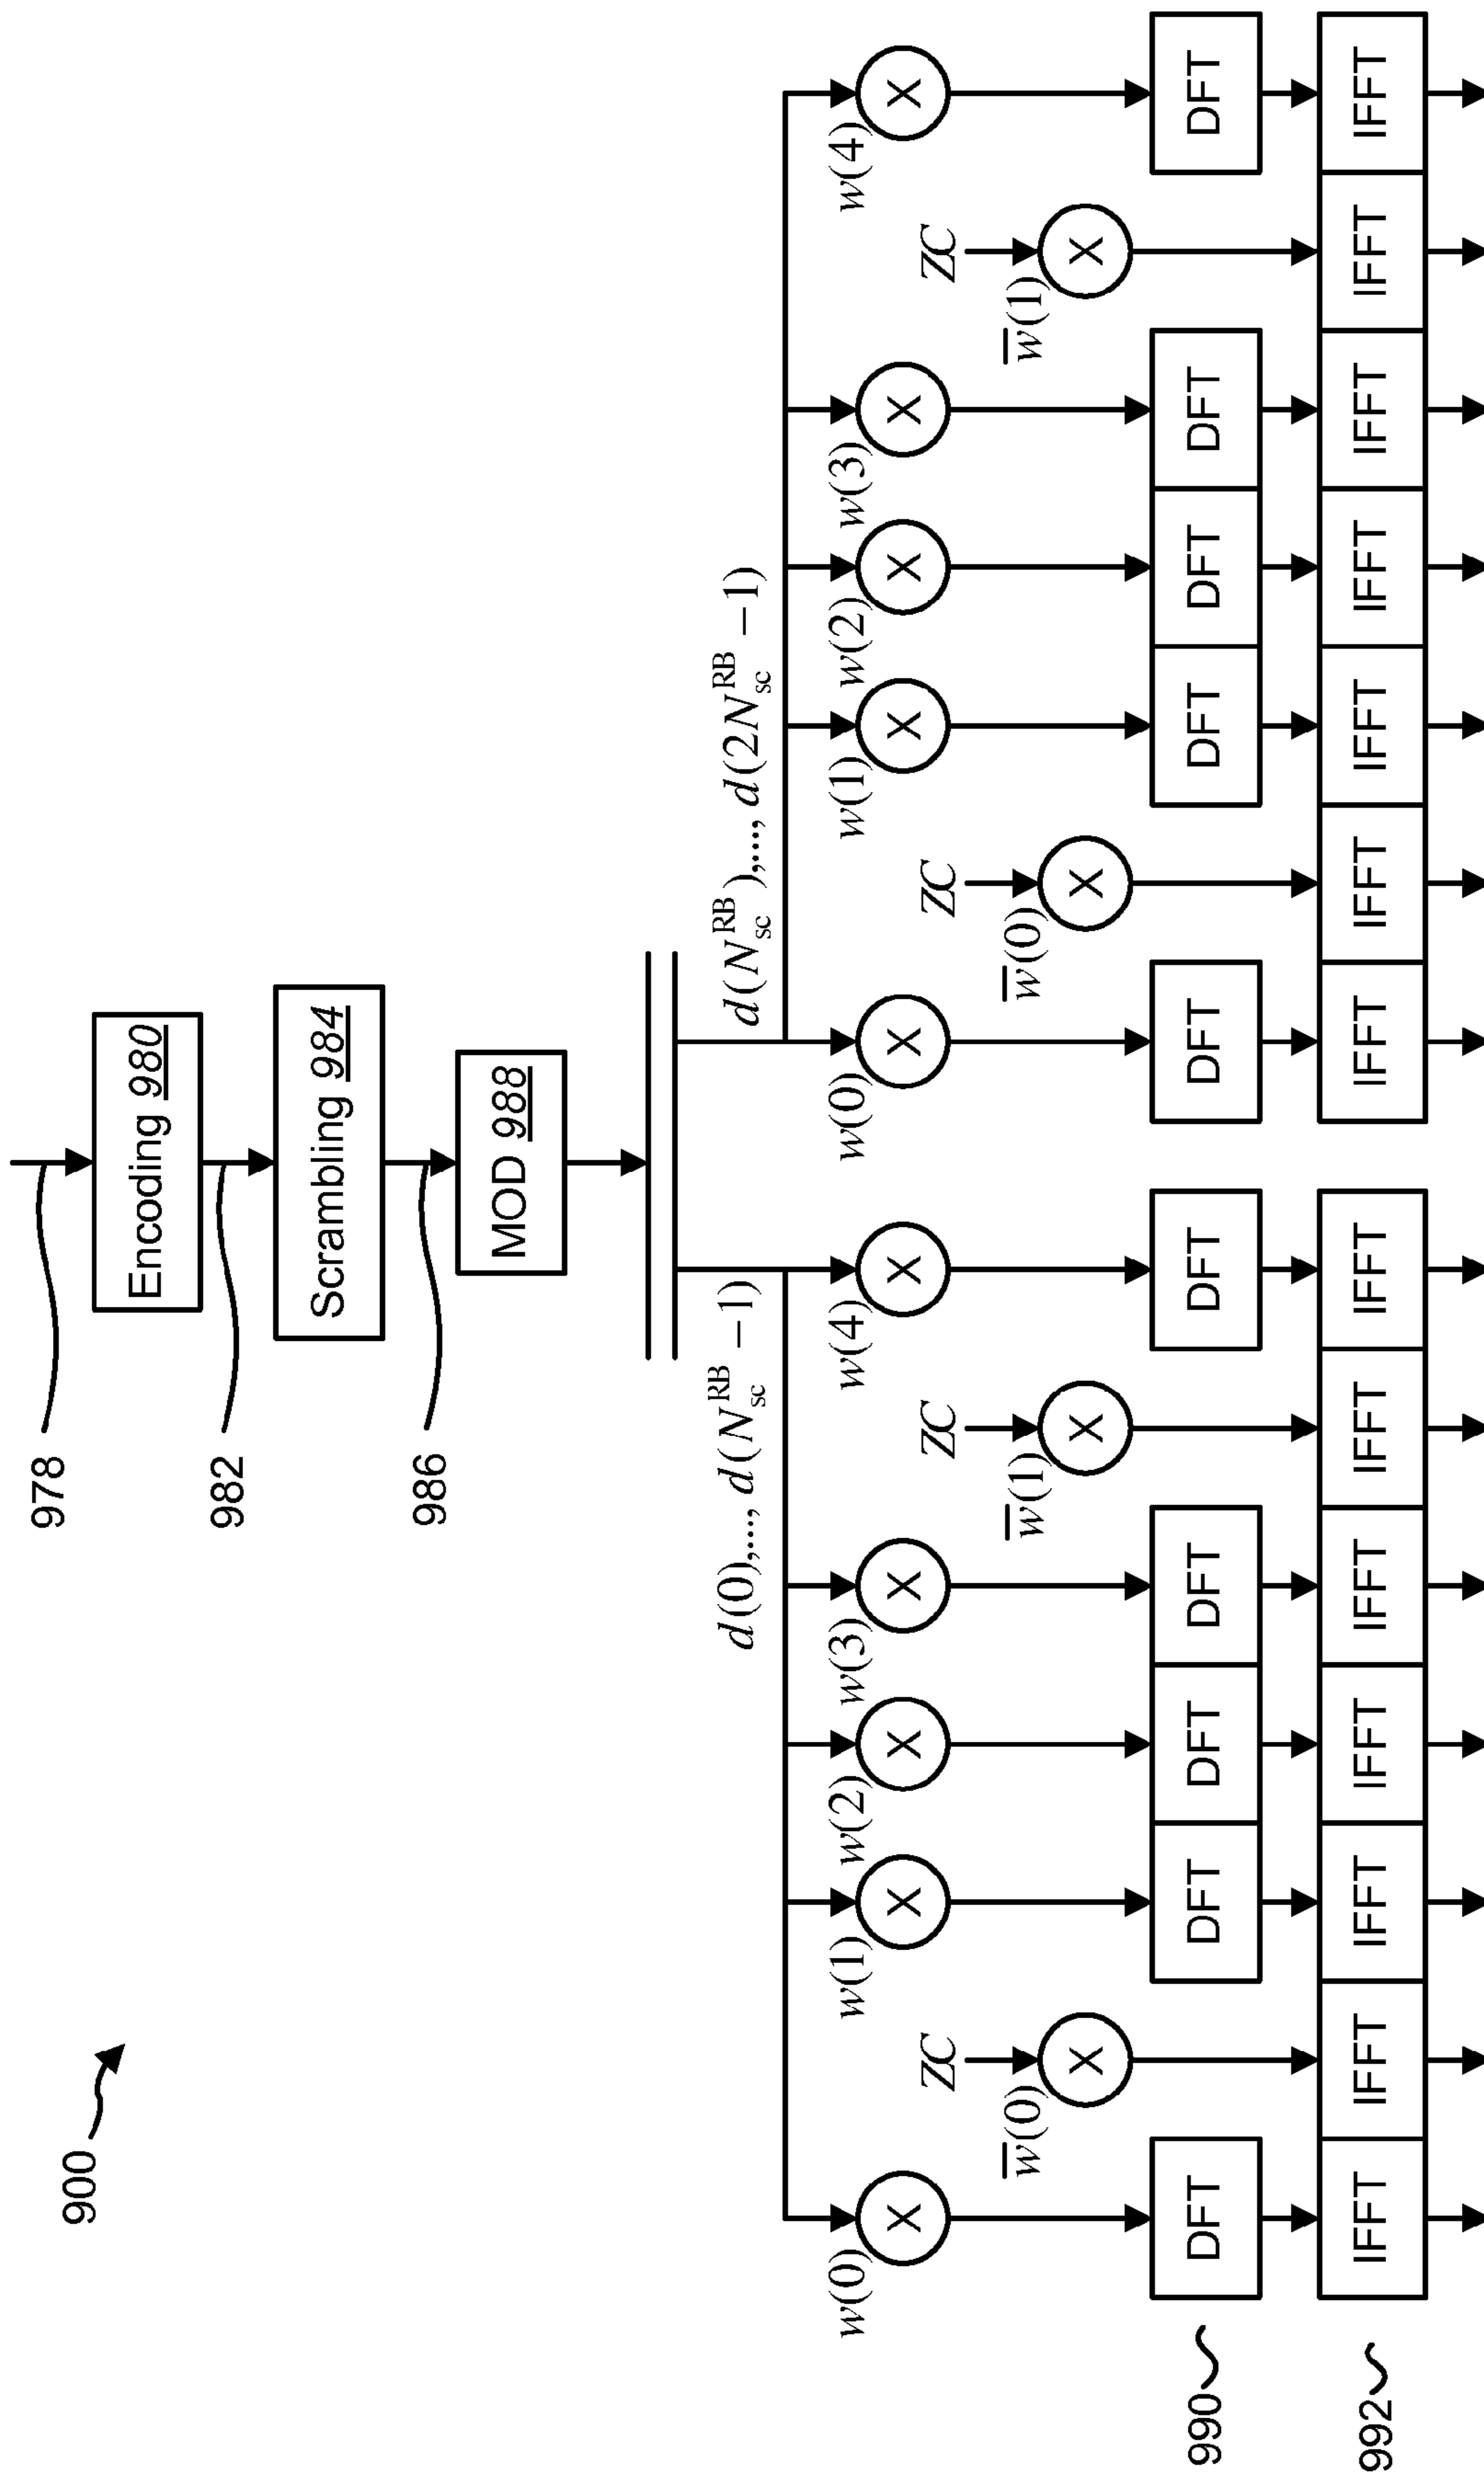 900
978
Encoding 980
982
Scrambling 984
986
MOD 988
d(0),..., d(N_sc^RB − 1)
d(N_sc^RB),..., d(2N_sc^RB − 1)
w(0) w(1) w(2) w(3) w(4) w(0) w(1) w(2) w(3) w(4)
X X X X X X X X X X
ZC ZC ZC ZC
w̅(0) w̅(1) w̅(0) w̅(1)
X X X X
990 DFT DFT DFT DFT DFT DFT DFT DFT DFT DFT
992 IFFT IFFT IFFT IFFT IFFT IFFT IFFT IFFT IFFT IFFT IFFT IFFT IFFT IFFT